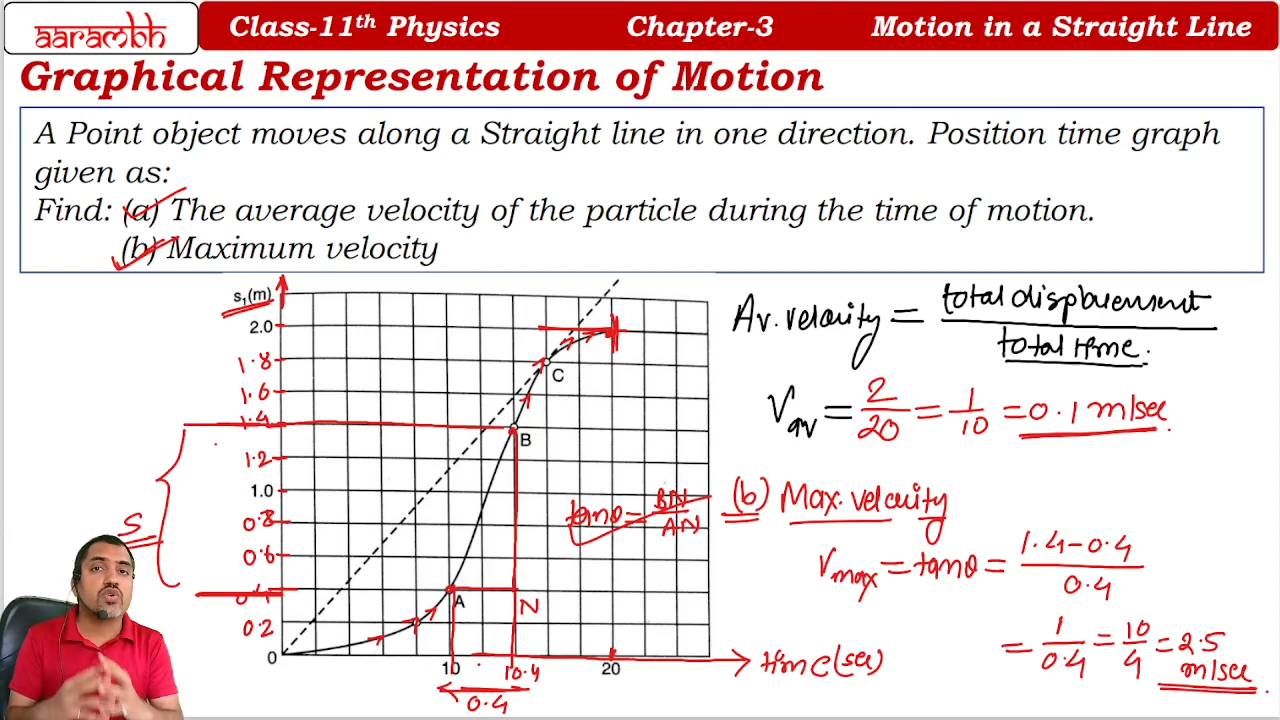 aarambh
Class-11th Physics Chapter-3 Motion in a Straight Line
Graphical Representation of Motion
A Point object moves along a Straight line in one direction. Position time graph
given as:
Find: (a) The average velocity of the particle during the time of motion.
(b) Maximum velocity
s₁(m)
2.0
1.8
1.6
1.4
1.2
1.0
0.8
0.6
0.4
0.2
0
S
A
B
C
N
10
10.4
20
0.4
time (sec)
tanθ = BN/AN
Av. velocity = total displacement / total time.
Vav = 2/20 = 1/10 = 0.1 m/sec
(b) Max. velocity
Vmax = tanθ = 1.4-0.4 / 0.4
= 1/0.4 = 10/4 = 2.5
m/sec